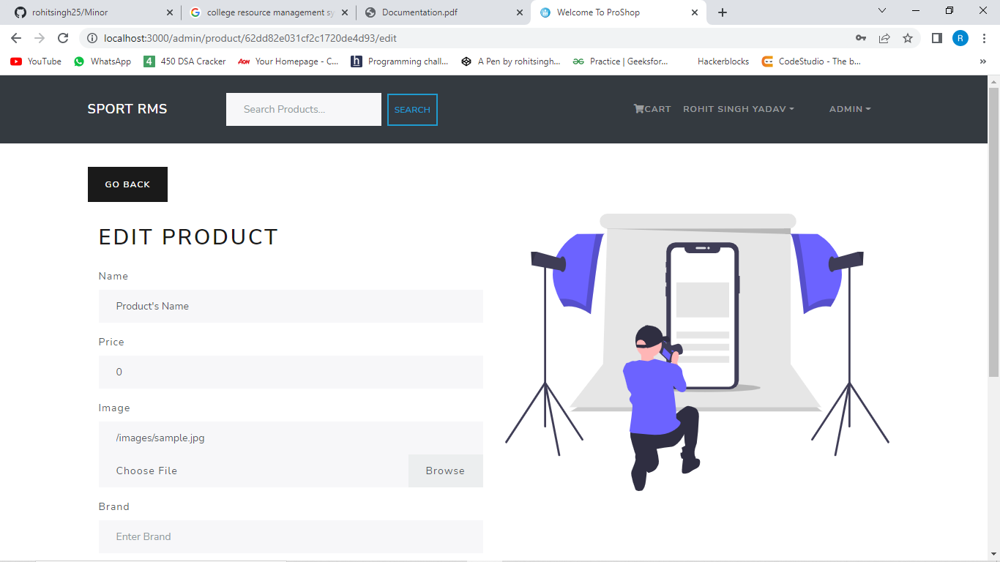 rohitsingh25/Minor
college resource management sy
Documentation.pdf
Welcome To ProShop
localhost:3000/admin/product/62dd82e031cf2c1720de4d93/edit
R
YouTube
WhatsApp
4
450 DSA Cracker
AON
Your Homepage - C...
h
Programming chall...
A Pen by rohitsingh...
Practice | Geeksfor...
Hackerblocks
CodeStudio - The b...
»
SPORT RMS
Search Products...
SEARCH
CART
ROHIT SINGH YADAV
ADMIN
GO BACK
EDIT PRODUCT
Name
Product's Name
Price
0
Image
/images/sample.jpg
Choose File
Browse
Brand
Enter Brand